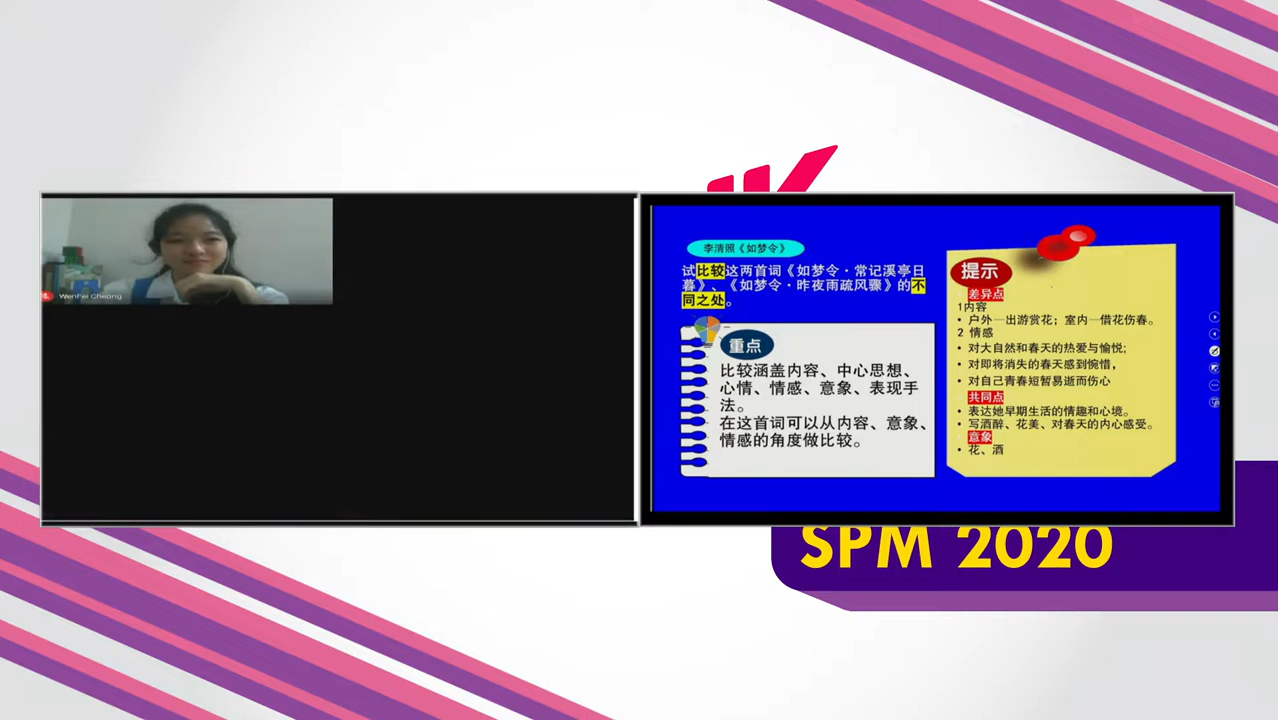 WenFei Cheong
李清照《如梦令》
试比较这两首词《如梦令·常记溪亭日
暮》、《如梦令·昨夜雨疏风骤》的不
同之处。
重点
比较涵盖内容、中心思想、
心情、情感、意象、表现手
法。
在这首词可以从内容、意象、
情感的角度做比较。
提示
差异点
1内容
• 户外—出游赏花；室内—借花伤春。
2 情感
• 对大自然和春天的热爱与愉悦;
• 对即将消失的春天感到惋惜，
• 对自己青春短暂易逝而伤心
共同点
• 表达她早期生活的情趣和心境。
• 写酒醉、花美、对春天的内心感受。
意象
• 花、酒
SPM 2020